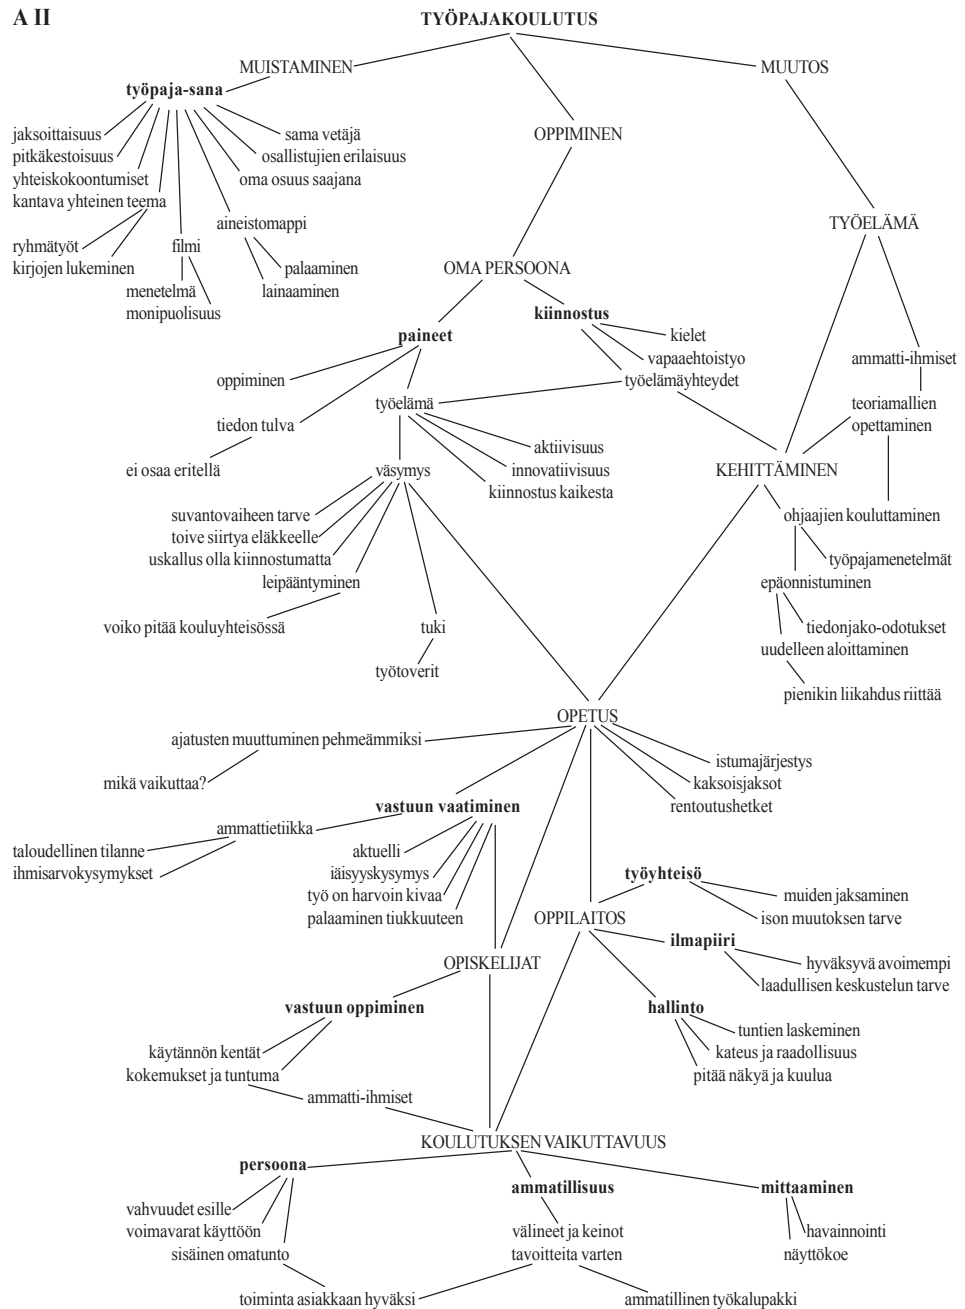 A II
TYÖPAJAKOULUTUS
MUISTAMINEN
MUUTOS
työpaja-sana
jaksoittaisuus
pitkäkestoisuus
yhteiskokoontumiset
kantava yhteinen teema
sama vetäjä
osallistujien erilaisuus
oma osuus saajana
OPPIMINEN
aineistomappi
TYÖELÄMÄ
ryhmätyöt
kirjojen lukeminen
filmi
palaaminen
lainaaminen
menetelmä
monipuolisuus
OMA PERSOONA
kiinnostus
paineet
kielet
vapaaehtoistyo
työelämäyhteydet
ammatti-ihmiset
oppiminen
työelämä
teoriamallien
opettaminen
tiedon tulva
aktiivisuus
innovatiivisuus
kiinnostus kaikesta
ei osaa eritellä
väsymys
KEHITTÄMINEN
suvantovaiheen tarve
toive siirtya eläkkeelle
uskallus olla kiinnostumatta
leipääntyminen
ohjaajien kouluttaminen
työpajamenetelmät
epäonnistuminen
voiko pitää kouluyhteisössä
tuki
tiedonjako-odotukset
uudelleen aloittaminen
työtoverit
pienikin liikahdus riittää
OPETUS
ajatusten muuttuminen pehmeämmiksi
istumajärjestys
kaksoisjaksot
rentoutushetket
mikä vaikuttaa?
vastuun vaatiminen
ammattietiikka
taloudellinen tilanne
ihmisarvokysymykset
aktuelli
iäisyyskysymys
työ on harvoin kivaa
palaaminen tiukkuuteen
työyhteisö
muiden jaksaminen
ison muutoksen tarve
OPPILAITOS
ilmapiiri
hyväksyvä avoimempi
laadullisen keskustelun tarve
OPISKELIJAT
vastuun oppiminen
hallinto
tuntien laskeminen
kateus ja raadollisuus
pitää näkyä ja kuulua
käytännön kentät
kokemukset ja tuntuma
ammatti-ihmiset
KOULUTUKSEN VAIKUTTAVUUS
persoona
ammatillisuus
mittaaminen
vahvuudet esille
voimavarat käyttöön
sisäinen omatunto
välineet ja keinot
tavoitteita varten
havainnointi
näyttökoe
toiminta asiakkaan hyväksi
ammatillinen työkalupakki